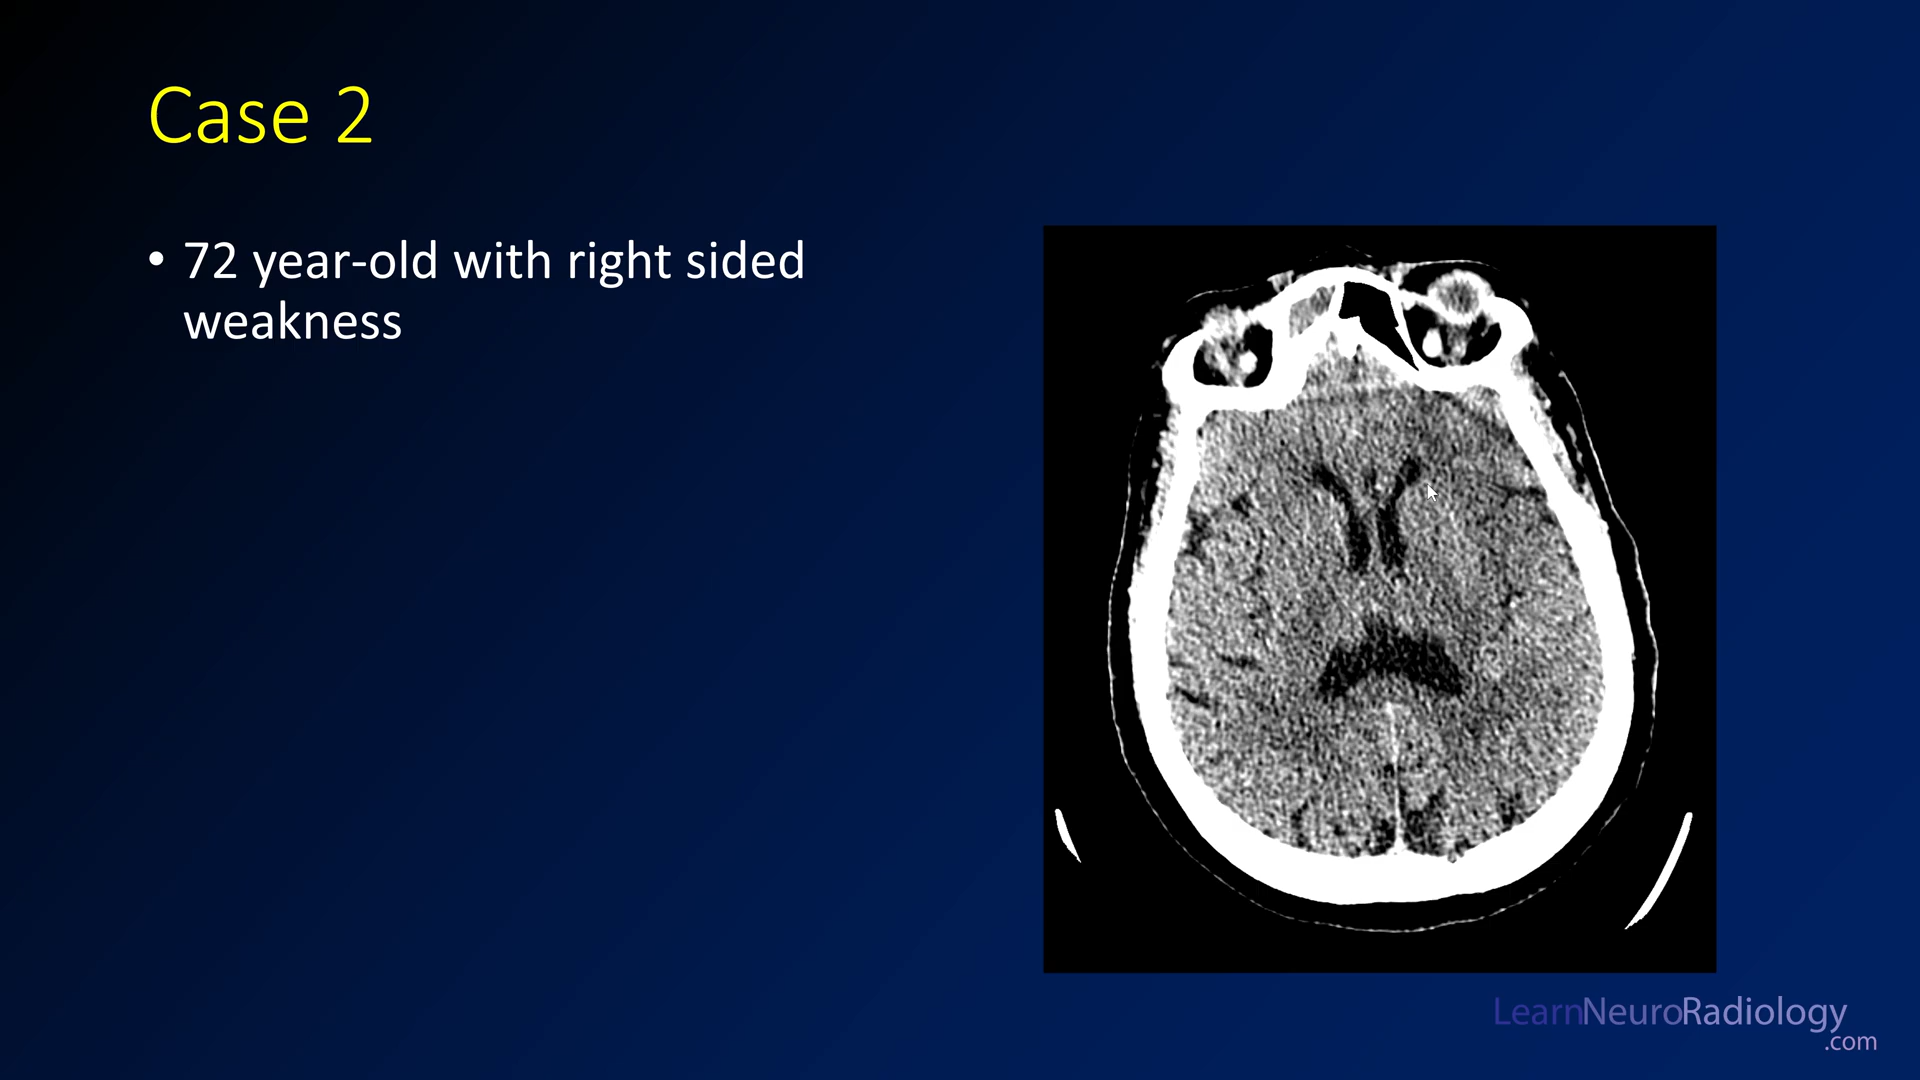 Case 2
• 72 year-old with right sided
weakness
LearnNeuroRadiology
.com